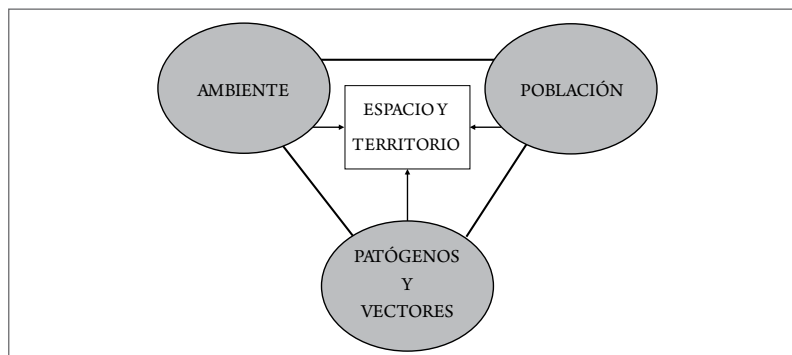 AMBIENTE
POBLACIÓN
ESPACIO Y
TERRITORIO
PATÓGENOS
Y
VECTORES